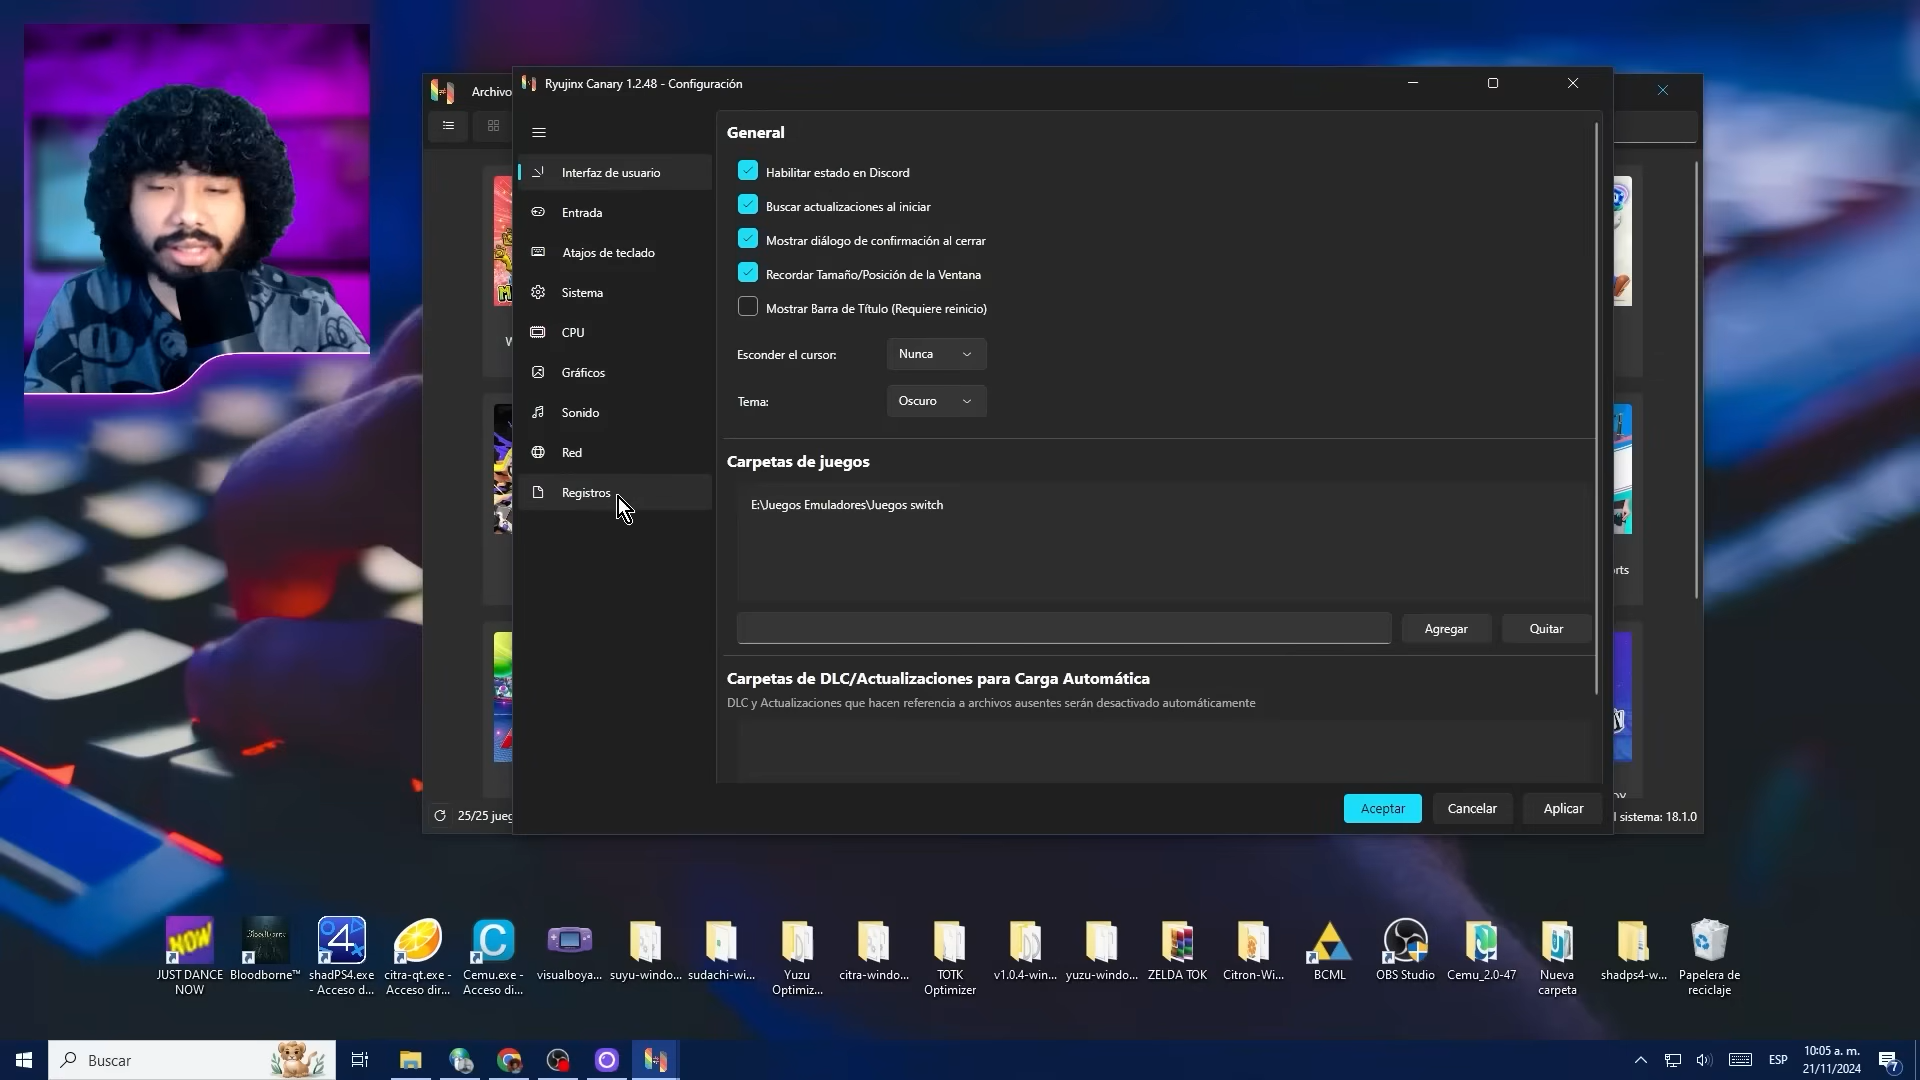 Archivo
Ryujinx Canary 1.2.48 - Configuración
Interfaz de usuario
Entrada
Atajos de teclado
Sistema
CPU
Gráficos
Sonido
Red
Registros
General
Habilitar estado en Discord
Buscar actualizaciones al iniciar
Mostrar diálogo de confirmación al cerrar
Recordar Tamaño/Posición de la Ventana
Mostrar Barra de Título (Requiere reinicio)
Esconder el cursor:
Nunca
Tema:
Oscuro
Carpetas de juegos
E:\Juegos Emuladores\Juegos switch
Agregar
Quitar
Carpetas de DLC/Actualizaciones para Carga Automática
DLC y Actualizaciones que hacen referencia a archivos ausentes serán desactivado automáticamente
Aceptar
Cancelar
Aplicar
25/25 jueg
sistema: 18.1.0
JUST DANCE
NOW
Bloodborne™
shadPS4.exe
- Acceso d...
citra-qt.exe -
Acceso dir...
Cemu.exe -
Acceso di...
visualboya...
suyu-windo...
sudachi-wi...
Yuzu
Optimiz...
citra-windo...
TOTK
Optimizer
v1.0.4-win...
yuzu-windo...
ZELDA TOK
Citron-Wi...
BCML
OBS Studio
Cemu_2.0-47
Nueva
carpeta
shadps4-w...
Papelera de
reciclaje
Buscar
ESP
10:05 a. m.
21/11/2024
7